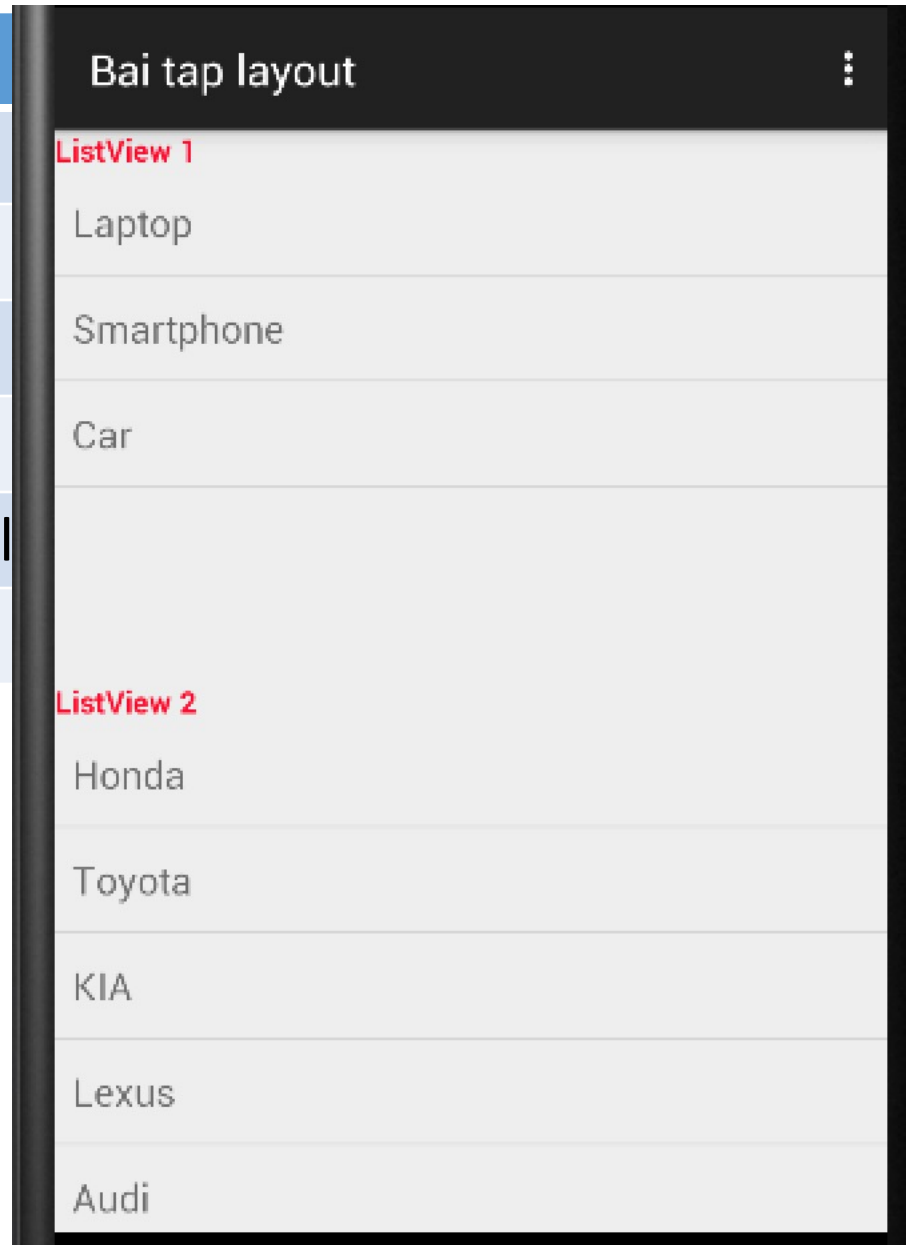 Bai tap layout
ListView 1
Laptop
Smartphone
Car
ListView 2
Honda
Toyota
KIA
Lexus
Audi